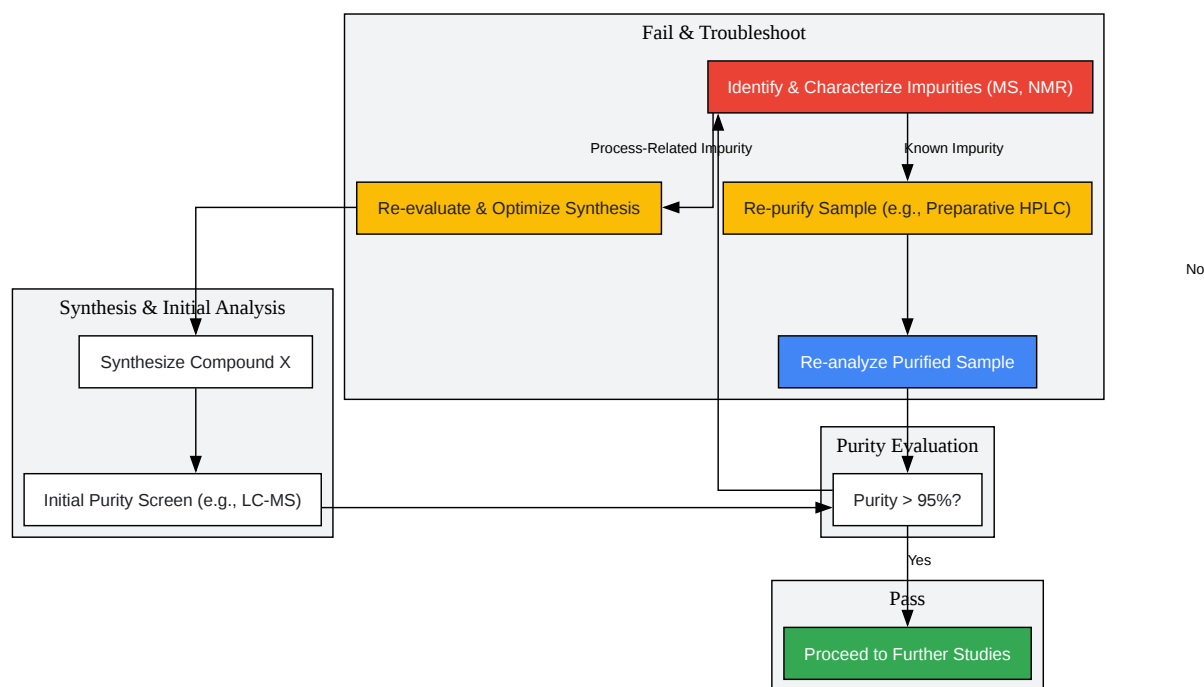 Fail & Troubleshoot
Identify & Characterize Impurities (MS, NMR)
Process-Related Impurity
Known Impurity
Re-evaluate & Optimize Synthesis
Re-purify Sample (e.g., Preparative HPLC)
No
Synthesis & Initial Analysis
Synthesize Compound X
Re-analyze Purified Sample
Purity Evaluation
Initial Purity Screen (e.g., LC-MS)
Purity > 95%?
Yes
Pass
Proceed to Further Studies